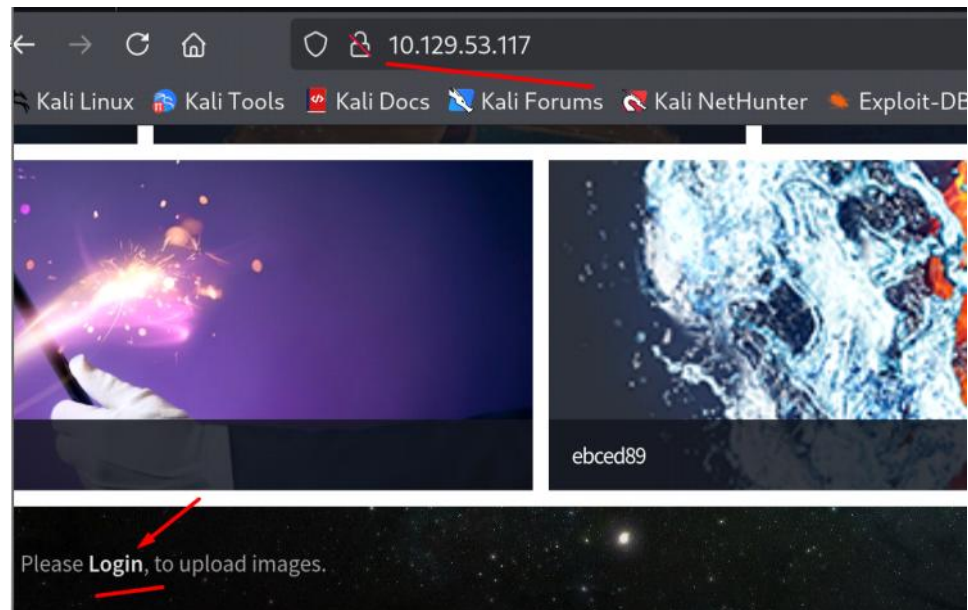 10.129.53.117
Kali Linux Kali Tools Kali Docs Kali Forums Kali NetHunter Exploit-DB
ebced89
Please Login, to upload images.